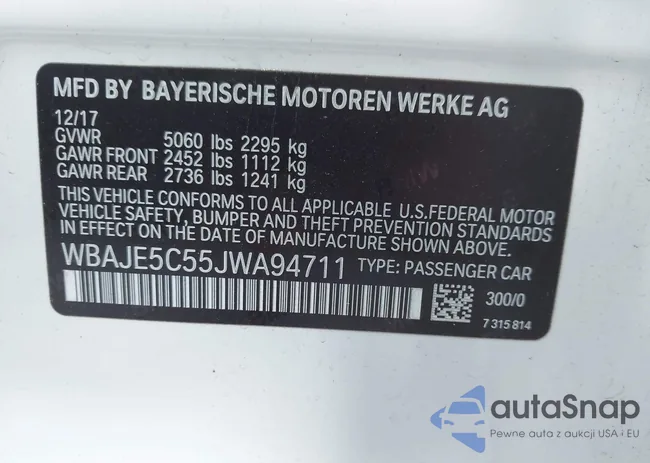 MFD BY BAYERISCHE MOTOREN WERKE AG
12/17
GVWR 5060 lbs 2295 kg
GAWR FRONT 2452 lbs 1112 kg
GAWR REAR 2736 lbs 1241 kg
THIS VEHICLE CONFORMS TO ALL APPLICABLE U.S.FEDERAL MOTOR
VEHICLE SAFETY, BUMPER AND THEFT PREVENTION STANDARDS
IN EFFECT ON THE DATE OF MANUFACTURE SHOWN ABOVE.
WBAJE5C55JWA94711 TYPE: PASSENGER CAR
300/0
7 315 814
autoSnap
Pewne auta z aukcji USA i EU